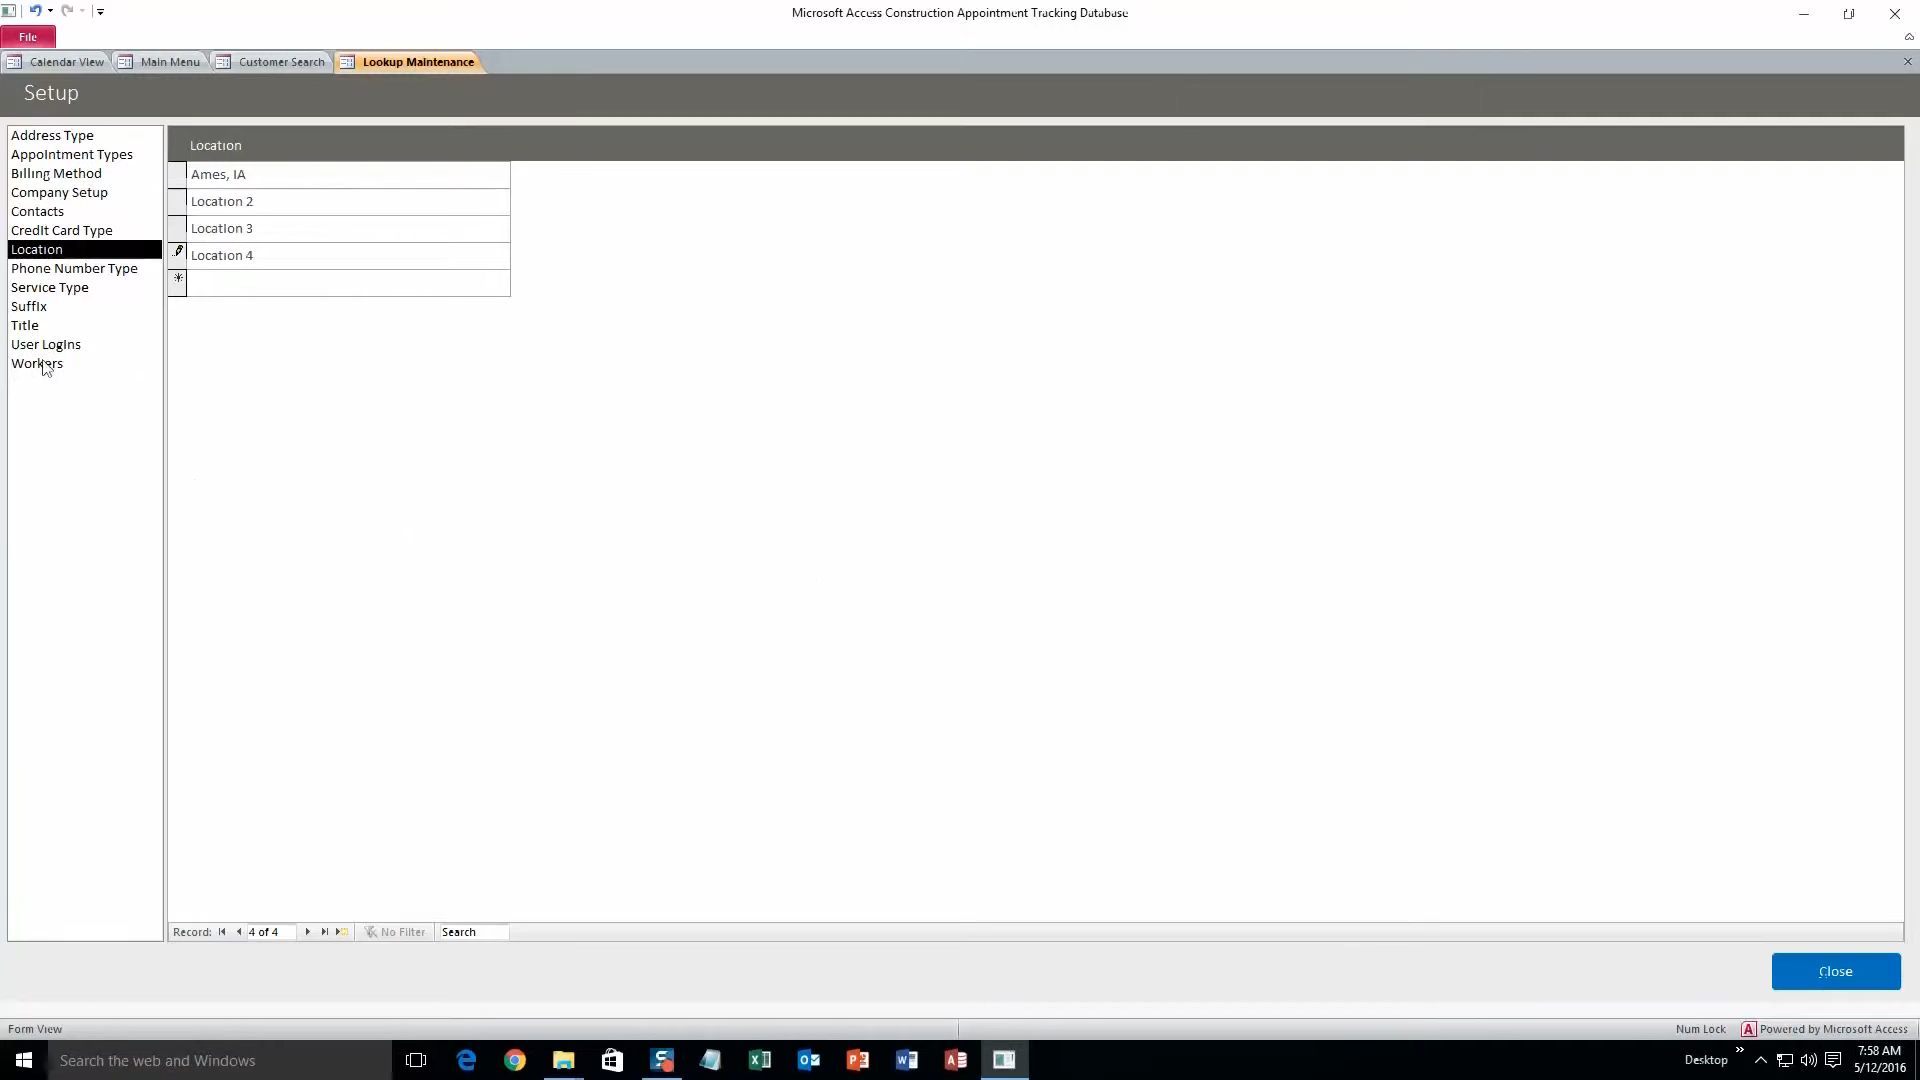 Microsoft Access Construction Appointment Tracking Database
File
Calendar View
Main Menu
Customer Search
Lookup Maintenance
Setup
Address Type
Appointment Types
Billing Method
Company Setup
Contacts
Credit Card Type
Location
Phone Number Type
Service Type
Suffix
Title
User LogIns
Workers
Location
Ames, IA
Location 2
Location 3
Location 4
Record: 4 of 4 No Filter Search
Close
Form View
Num Lock
Powered by Microsoft Access
Search the web and Windows
Desktop
7:58 AM
5/12/2016